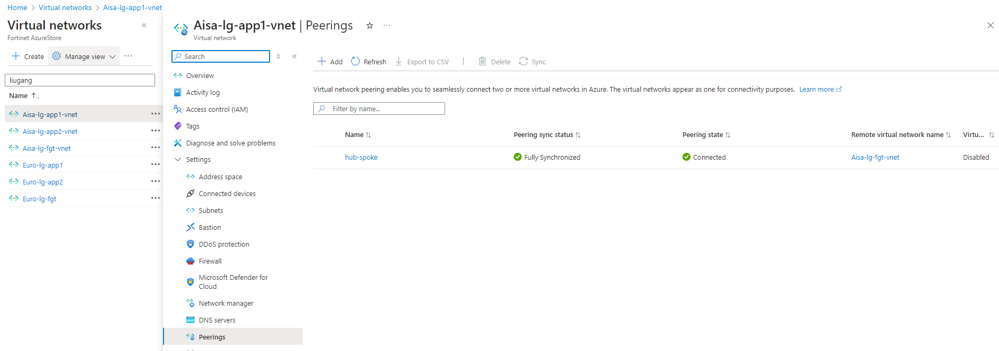 Home > Virtual networks > Aisa-lg-app1-vnet
Virtual networks
Fortinet AzureStore
Create
Manage view
liugang
Name
Aisa-lg-app1-vnet
Aisa-lg-app2-vnet
Aisa-lg-fgt-vnet
Euro-lg-app1
Euro-lg-app2
Euro-lg-fgt
Aisa-lg-app1-vnet | Peerings
Virtual network
Search
Overview
Activity log
Access control (IAM)
Tags
Diagnose and solve problems
Settings
Address space
Connected devices
Subnets
Bastion
DDoS protection
Firewall
Microsoft Defender for
Cloud
Network manager
DNS servers
Peerings
Add Refresh Export to CSV | Delete Sync
Virtual network peering enables you to seamlessly connect two or more virtual networks in Azure. The virtual networks appear as one for connectivity purposes. Learn more
Filter by name...
Name Peering sync status Peering state Remote virtual network name Virtu...
hub-spoke Fully Synchronized Connected Aisa-lg-fgt-vnet Disabled